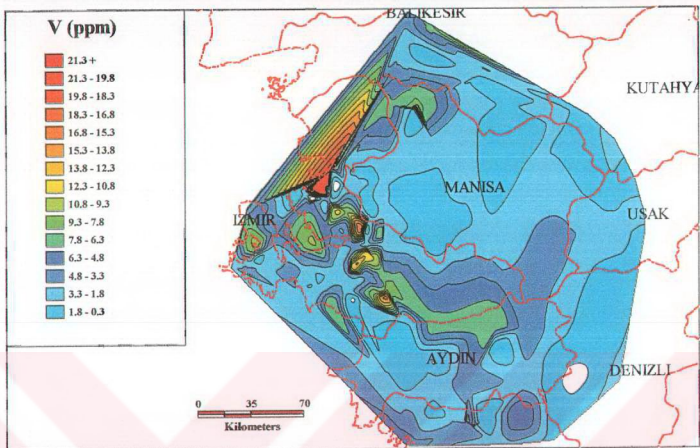 V (ppm)
21.3 +
21.3 - 19.8
19.8 - 18.3
18.3 - 16.8
16.8 - 15.3
15.3 - 13.8
13.8 - 12.3
12.3 - 10.8
10.8 - 9.3
9.3 - 7.8
7.8 - 6.3
6.3 - 4.8
4.8 - 3.3
3.3 - 1.8
1.8 - 0.3
BALIKESIR
KUTAHYA
MANISA
IZMIR
USAK
AYDIN
DENIZLI
0 35 70
Kilometers